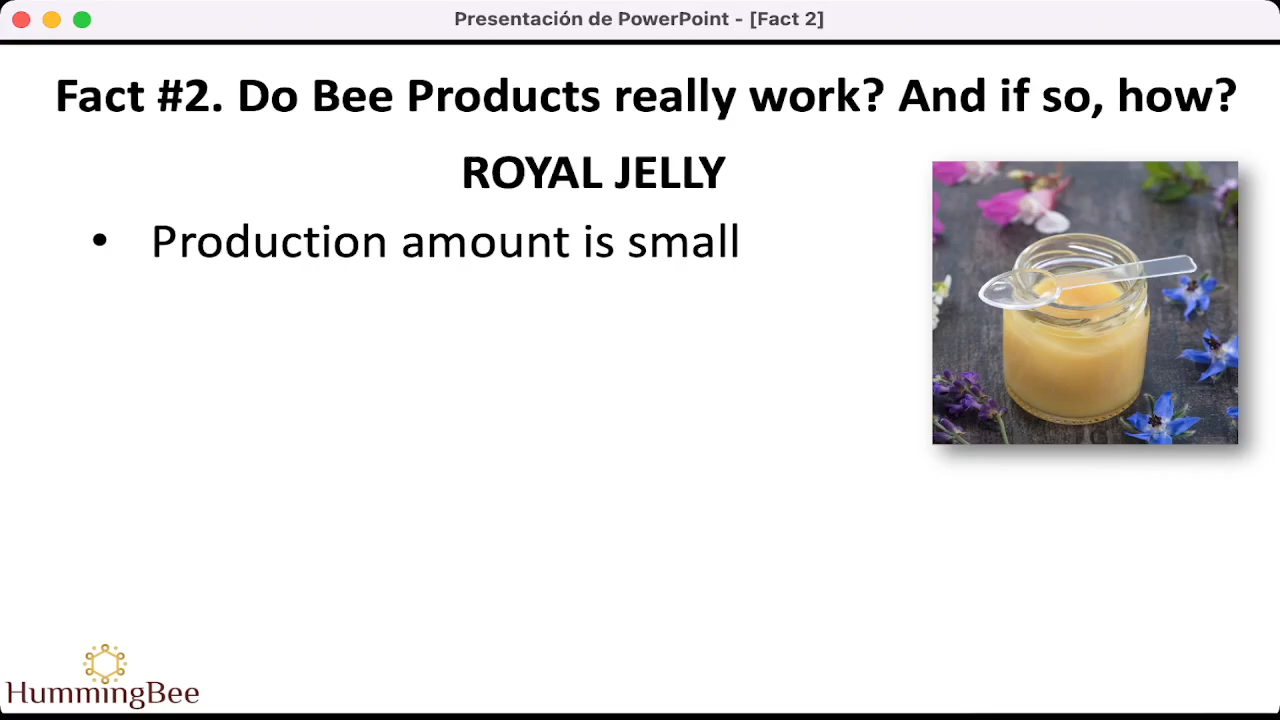 Presentación de PowerPoint - [Fact 2]
Fact #2. Do Bee Products really work? And if so, how?
ROYAL JELLY
• Production amount is small
HummingBee